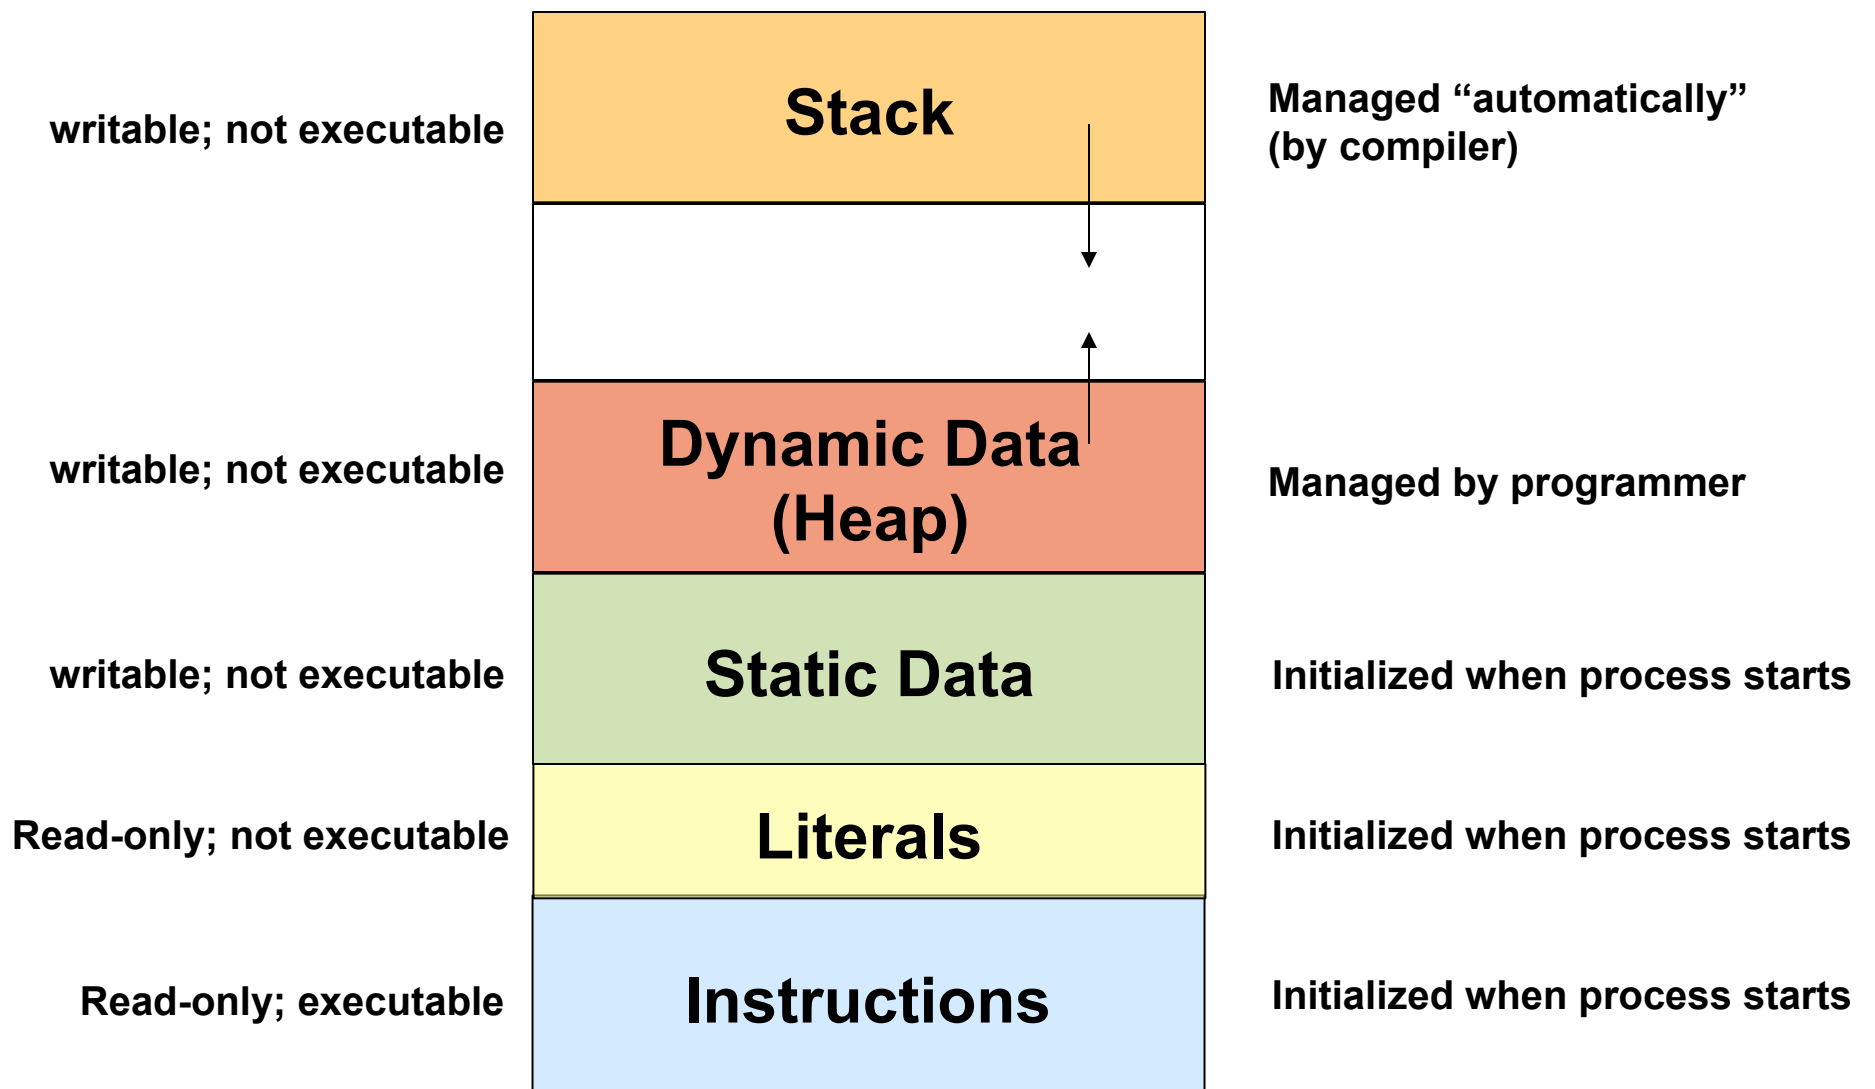 writable; not executable
Stack
Managed “automatically”
(by compiler)
writable; not executable
Dynamic Data
(Heap)
Managed by programmer
writable; not executable
Static Data
Initialized when process starts
Read-only; not executable
Literals
Initialized when process starts
Read-only; executable
Instructions
Initialized when process starts